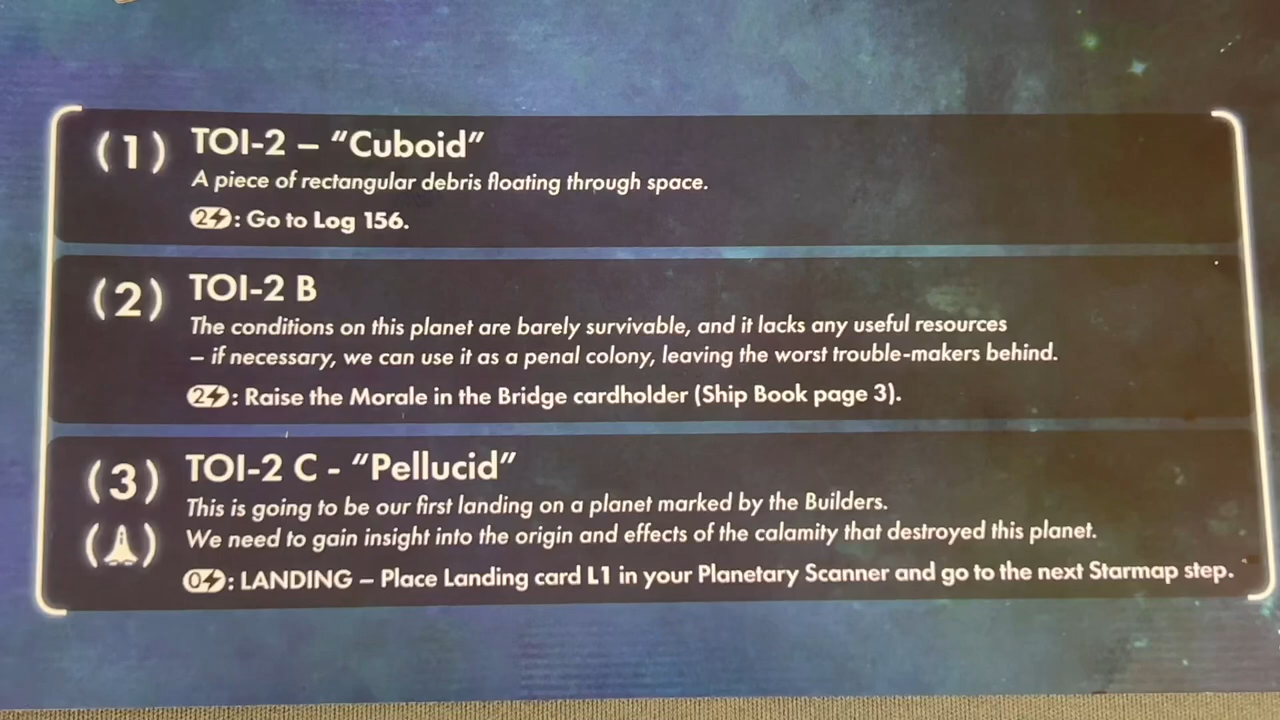 (1) TOI-2 – “Cuboid”
A piece of rectangular debris floating through space.
2⚡: Go to Log 156.
(2) TOI-2 B
The conditions on this planet are barely survivable, and it lacks any useful resources
– if necessary, we can use it as a penal colony, leaving the worst trouble-makers behind.
2⚡: Raise the Morale in the Bridge cardholder (Ship Book page 3).
(3) TOI-2 C - “Pellucid”
This is going to be our first landing on a planet marked by the Builders.
We need to gain insight into the origin and effects of the calamity that destroyed this planet.
0⚡: LANDING – Place Landing card L1 in your Planetary Scanner and go to the next Starmap step.